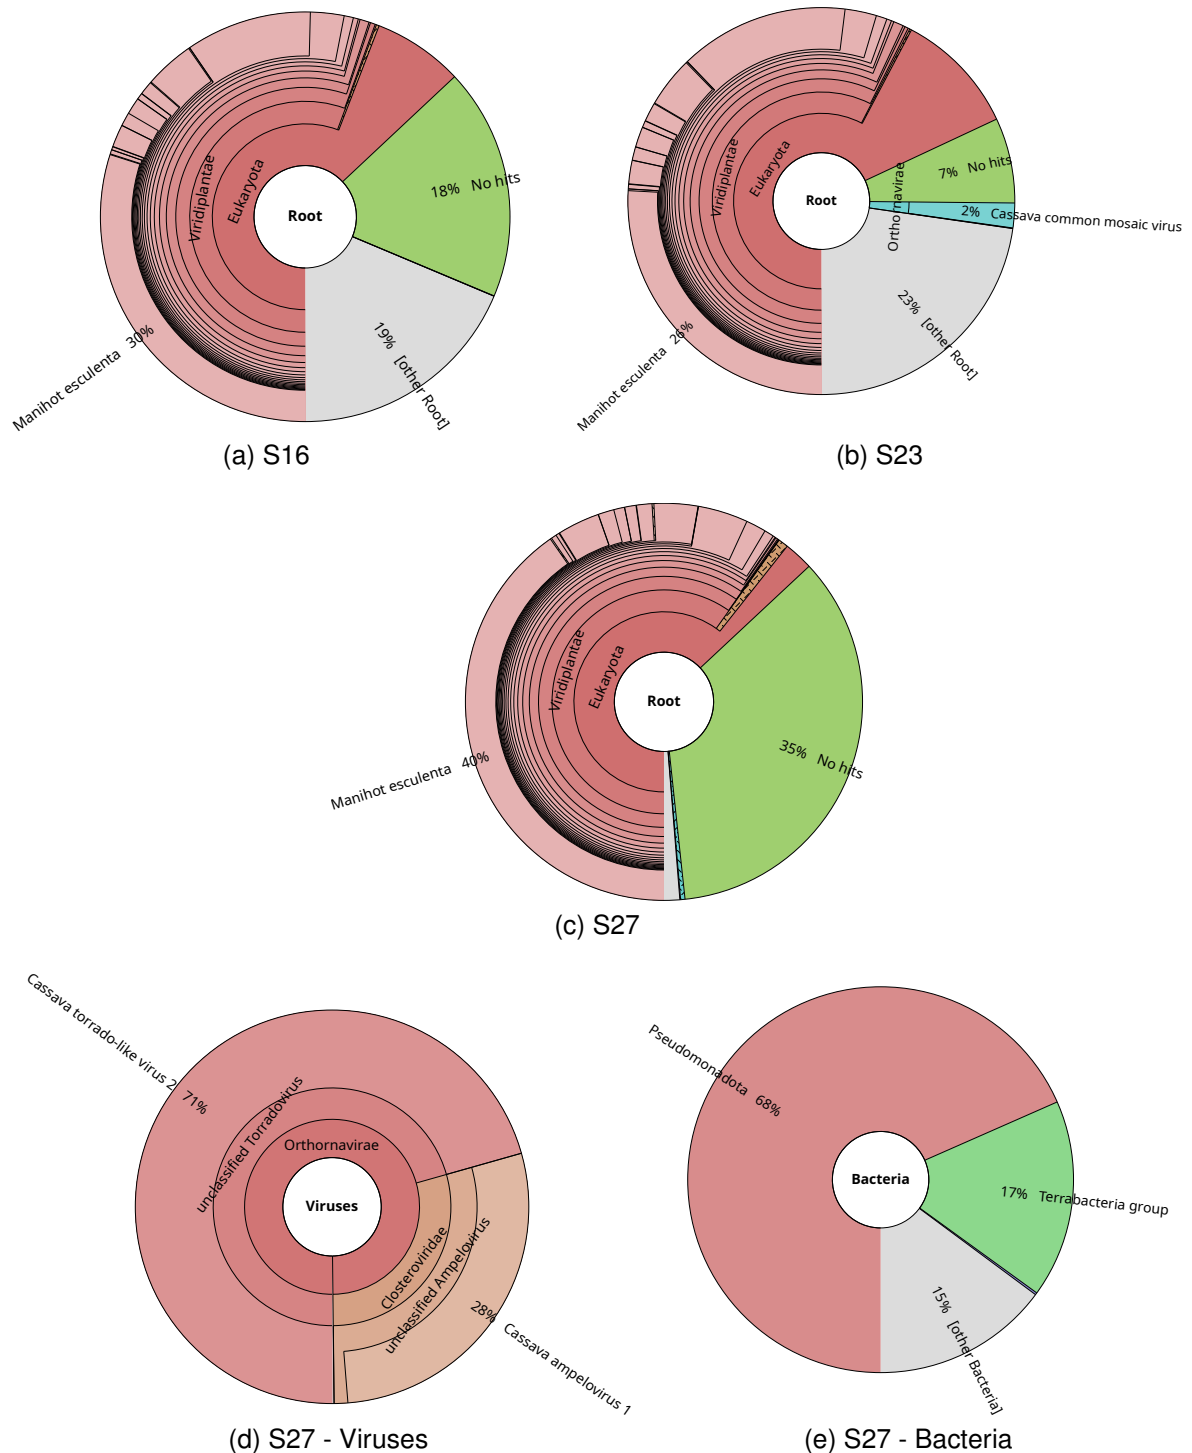 Root
Eukaryota
Viridiplantae
18% No hits
19% [other Root]
Manihot esculenta 30%
(a) S16
Root
Eukaryota
Viridiplantae
Orthornavirae
7% No hits
2% Cassava common mosaic virus
23% [other Root]
Manihot esculenta 26%
(b) S23
Root
Eukaryota
Viridiplantae
35% No hits
Manihot esculenta 40%
(c) S27
Cassava torrado-like virus 2 71%
unclassified Torradovirus
Orthornavirae
Viruses
Closteroviridae
unclassified Ampelovirus
28% Cassava ampelovirus 1
(d) S27 - Viruses
Pseudomonadota 68%
Bacteria
17% Terrabacteria group
15% [other Bacteria]
(e) S27 - Bacteria